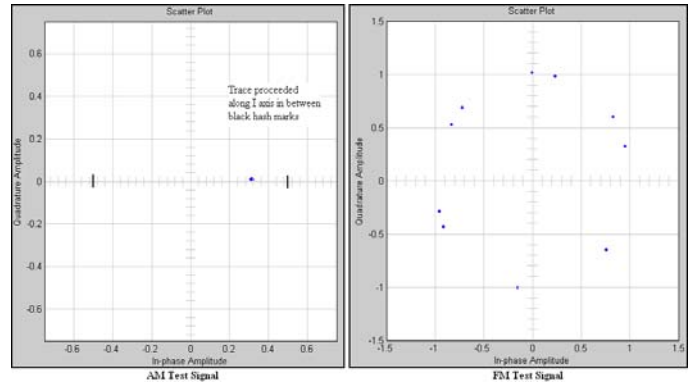 Scatter Plot
0.6
0.4
0.2
0
-0.2
-0.4
-0.6
Quadrature Amplitude
Trace proceeded
along I axis in between
black hash marks
-0.6 -0.4 -0.2 0 0.2 0.4 0.6
In-phase Amplitude
AM Test Signal
Scatter Plot
1.5
1
0.5
0
-0.5
-1
-1.5
Quadrature Amplitude
-1.5 -1 -0.5 0 0.5 1 1.5
In-phase Amplitude
FM Test Signal